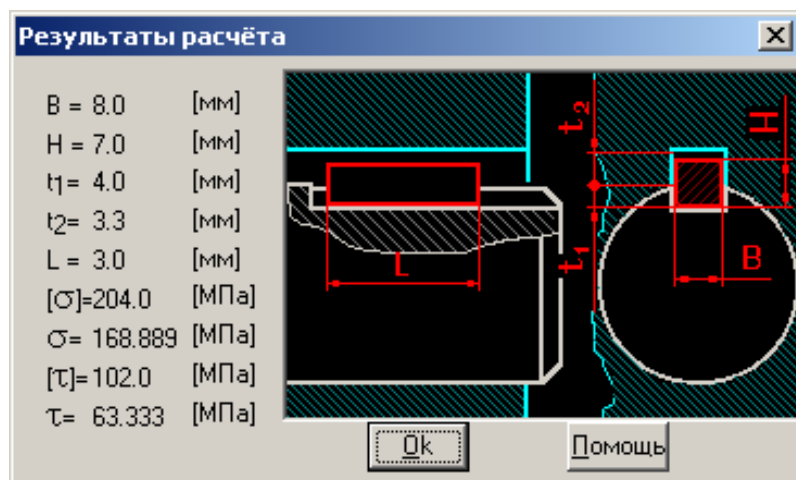 Результаты расчёта
B = 8.0 [мм]
H = 7.0 [мм]
t1= 4.0 [мм]
t2= 3.3 [мм]
L = 3.0 [мм]
[σ]=204.0 [МПа]
σ= 168.889 [МПа]
[τ]=102.0 [МПа]
τ= 63.333 [МПа]
L
t2
t1
H
B
Ok
Помощь